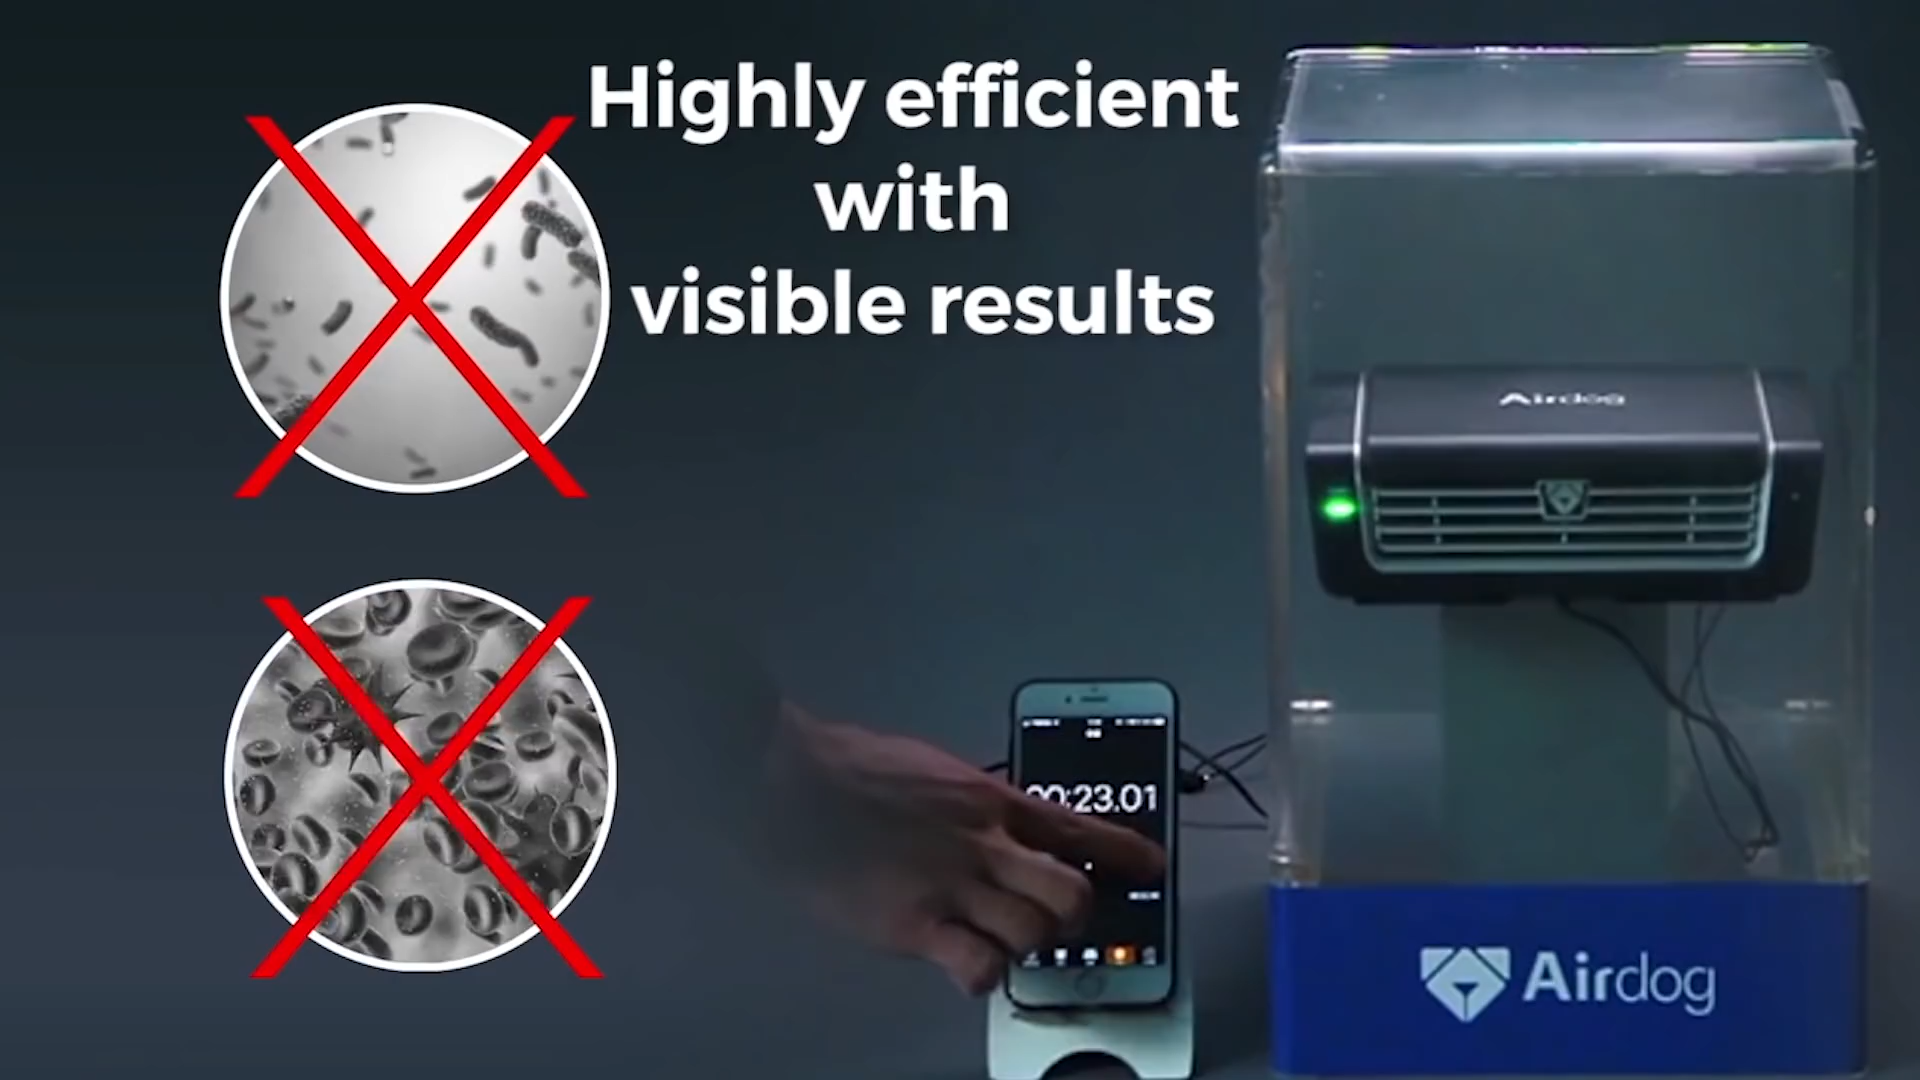 Highly efficient
with
visible results
Airdog
00:23.01
Airdog